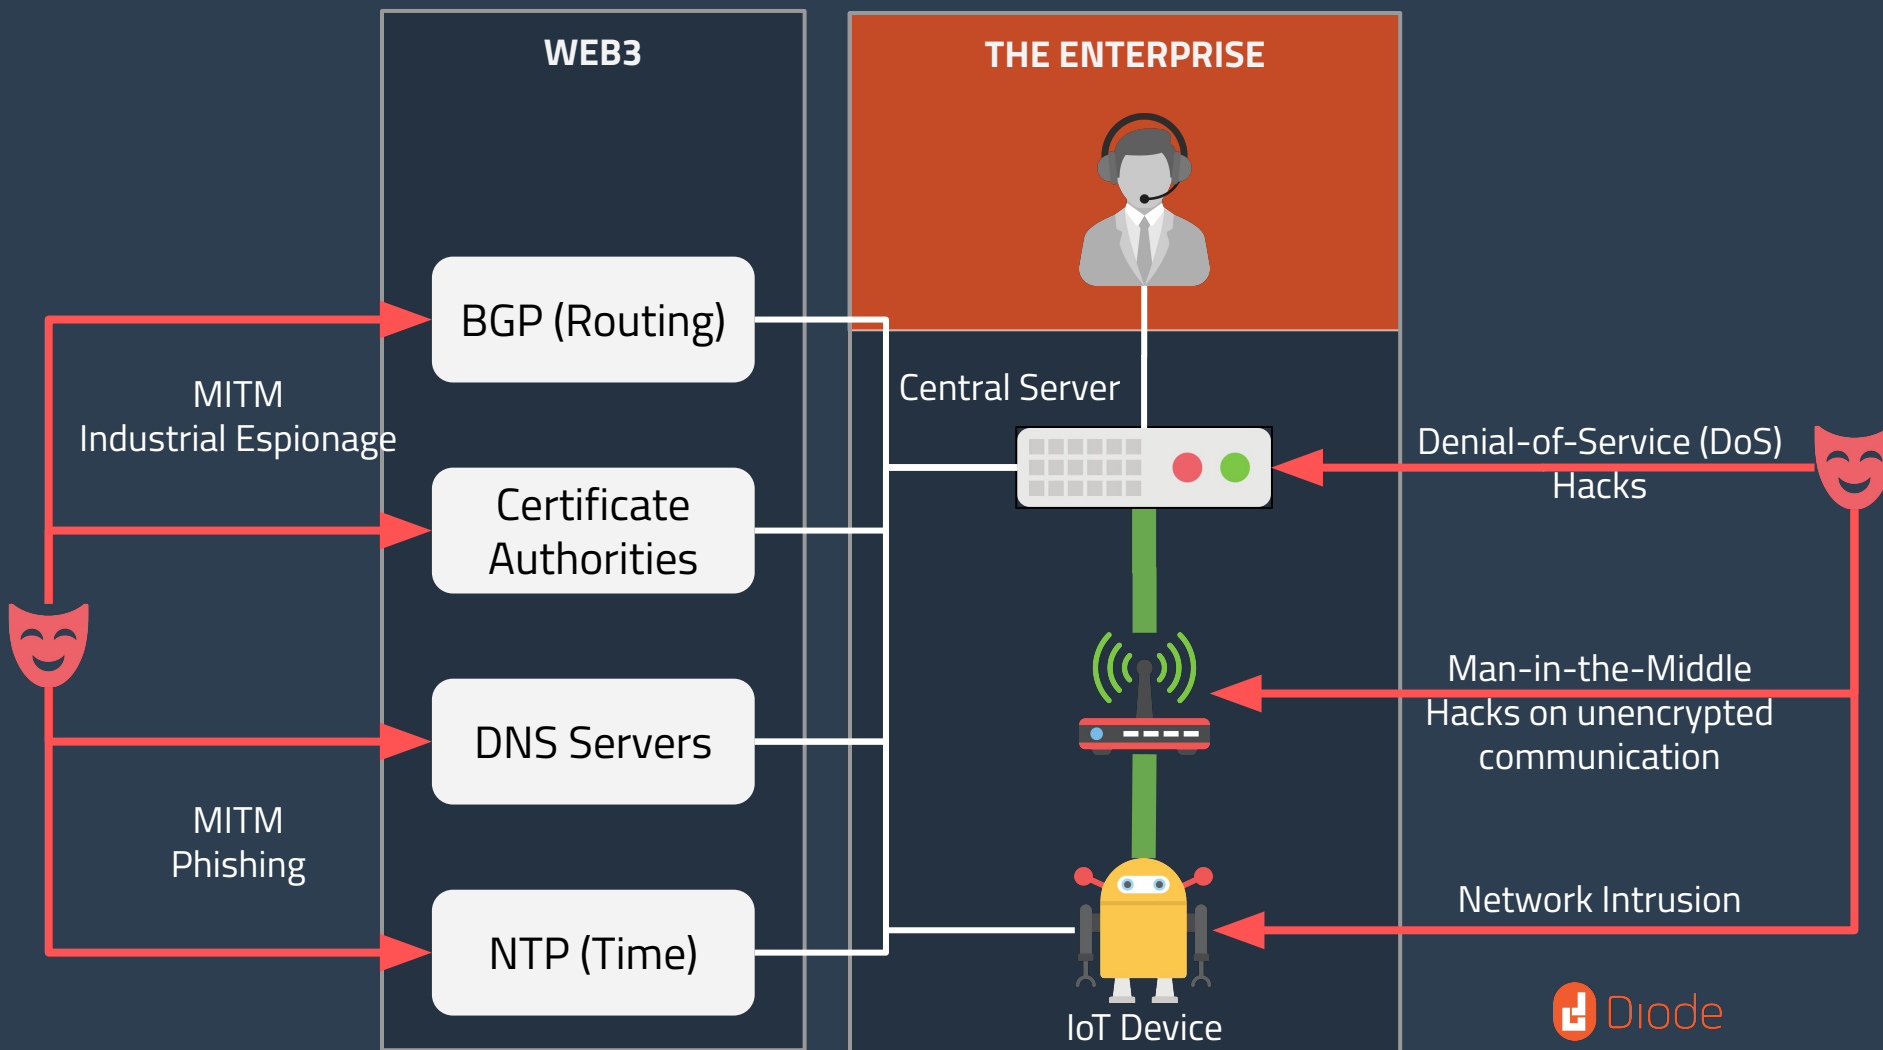 WEB3
THE ENTERPRISE
BGP (Routing)
MITM
Industrial Espionage
Central Server
Denial-of-Service (DoS)
Hacks
Certificate
Authorities
Man-in-the-Middle
Hacks on unencrypted
communication
DNS Servers
MITM
Phishing
Network Intrusion
NTP (Time)
IoT Device
Diode